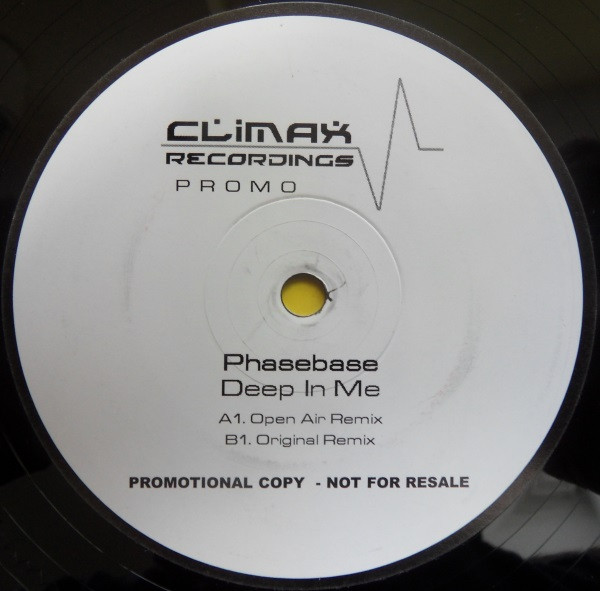 CLiMAX
RECORDINGS
PROMO
Phasebase
Deep In Me
A1. Open Air Remix
B1. Original Remix
PROMOTIONAL COPY - NOT FOR RESALE